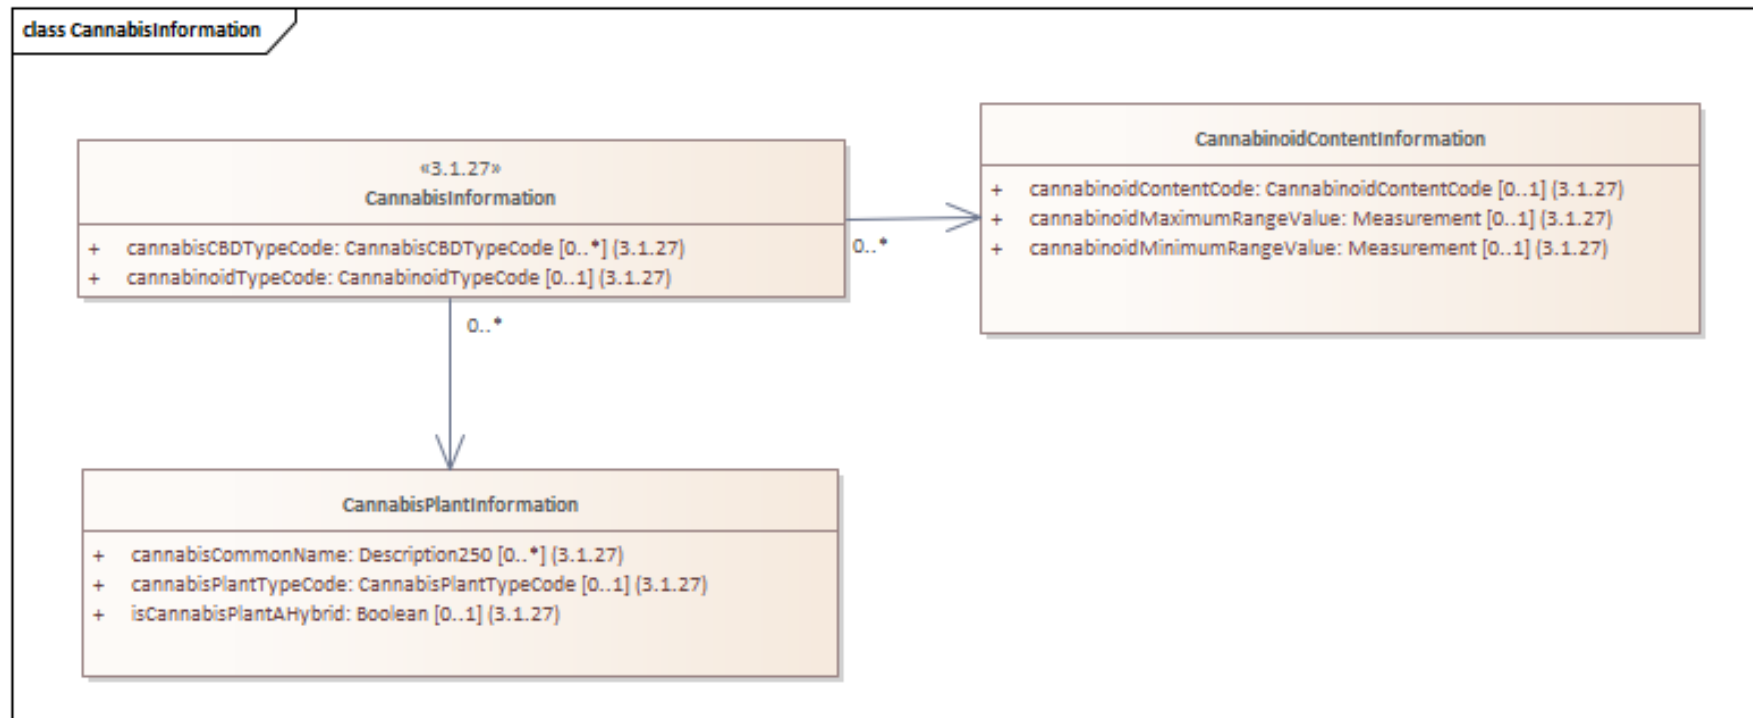 class CannabisInformation
«3.1.27»
CannabisInformation
+ cannabisCBDTypeCode: CannabisCBDTypeCode [0..*] (3.1.27)
+ cannabinoidTypeCode: CannabinoidTypeCode [0..1] (3.1.27)
0..*
CannabinoidContentInformation
+ cannabinoidContentCode: CannabinoidContentCode [0..1] (3.1.27)
+ cannabinoidMaximumRangeValue: Measurement [0..1] (3.1.27)
+ cannabinoidMinimumRangeValue: Measurement [0..1] (3.1.27)
0..*
CannabisPlantInformation
+ cannabisCommonName: Description250 [0..*] (3.1.27)
+ cannabisPlantTypeCode: CannabisPlantTypeCode [0..1] (3.1.27)
+ isCannabisPlantAHybrid: Boolean [0..1] (3.1.27)